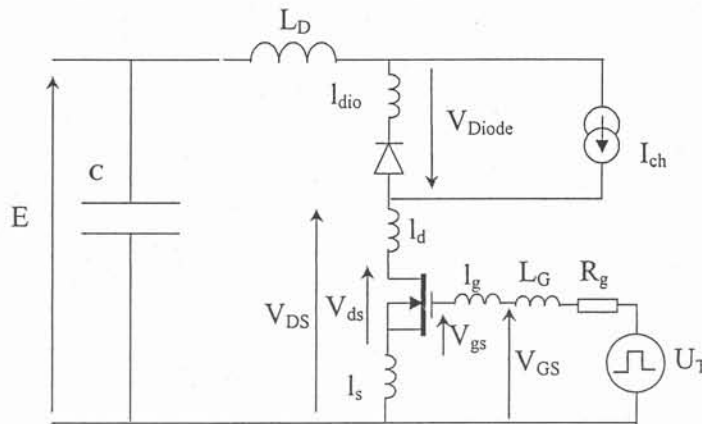 L_D
l_dio
V_Diode
I_ch
C
E
l_d
V_DS
V_ds
l_g
L_G
R_g
V_gs
V_GS
U_T
l_s